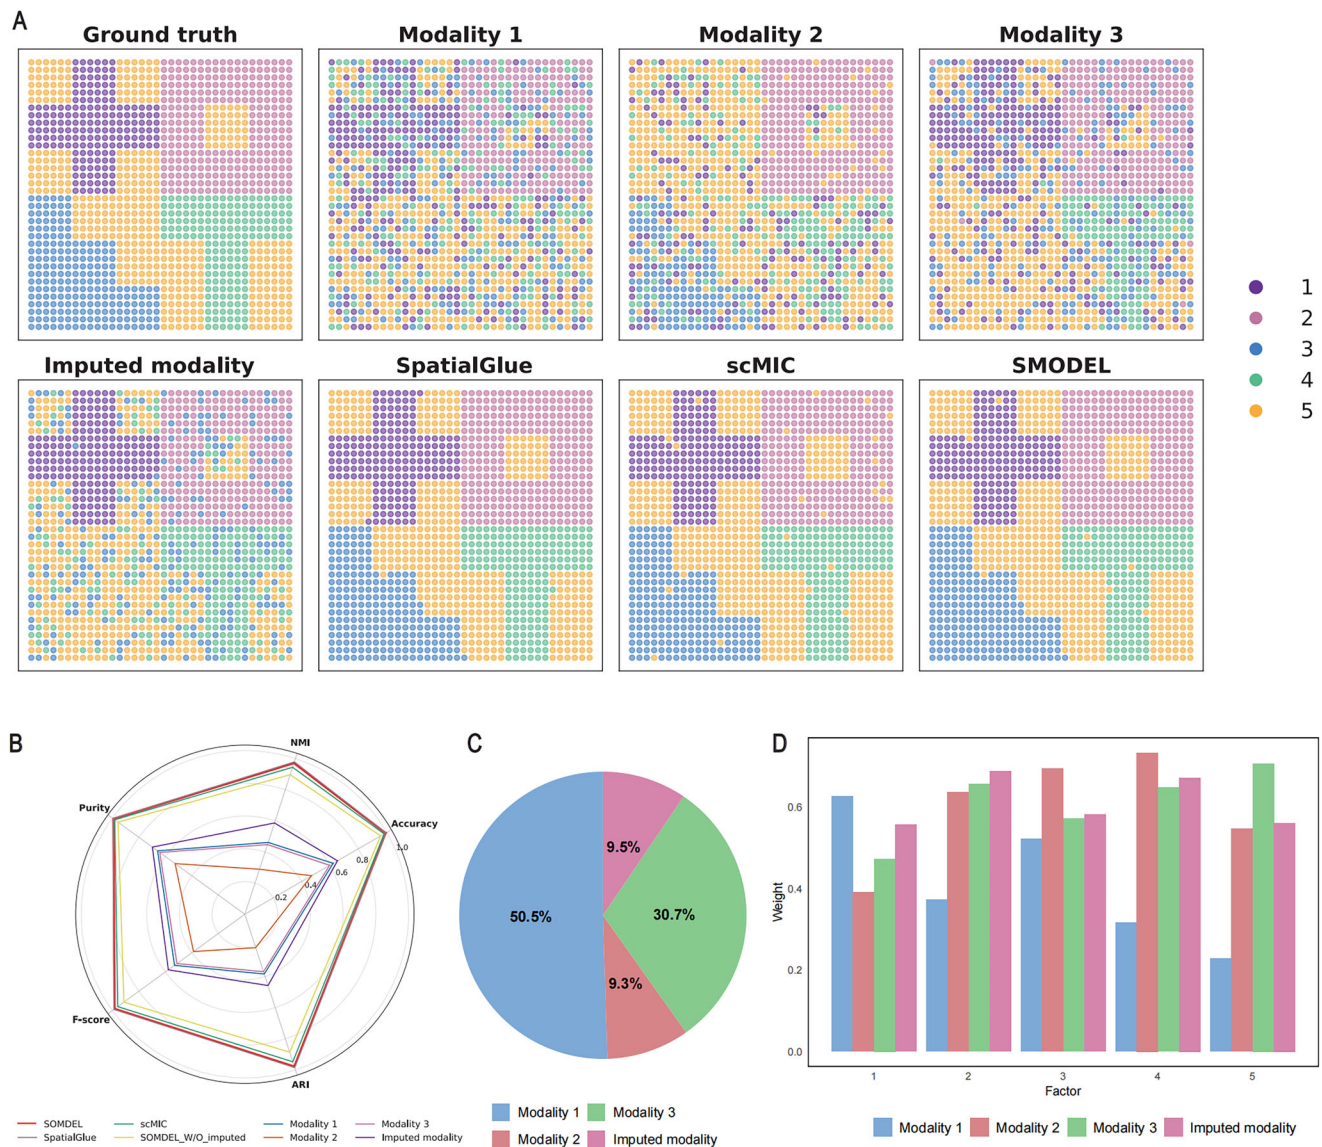 A
Ground truth
Modality 1
Modality 2
Modality 3
1
2
3
4
5
Imputed modality
SpatialGlue
scMIC
SMODEL
B
NMI
Purity
Accuracy
1.0
0.8
0.6
0.4
0.2
F-score
ARI
SOMDEL
scMIC
Modality 1
Modality 3
SpatialGlue
SOMDEL_W/O_imputed
Modality 2
Imputed modality
C
9.5%
50.5%
30.7%
9.3%
Modality 1
Modality 3
Modality 2
Imputed modality
D
Weight
0.6
0.4
0.2
0.0
1
2
3
4
5
Factor
Modality 1
Modality 2
Modality 3
Imputed modality